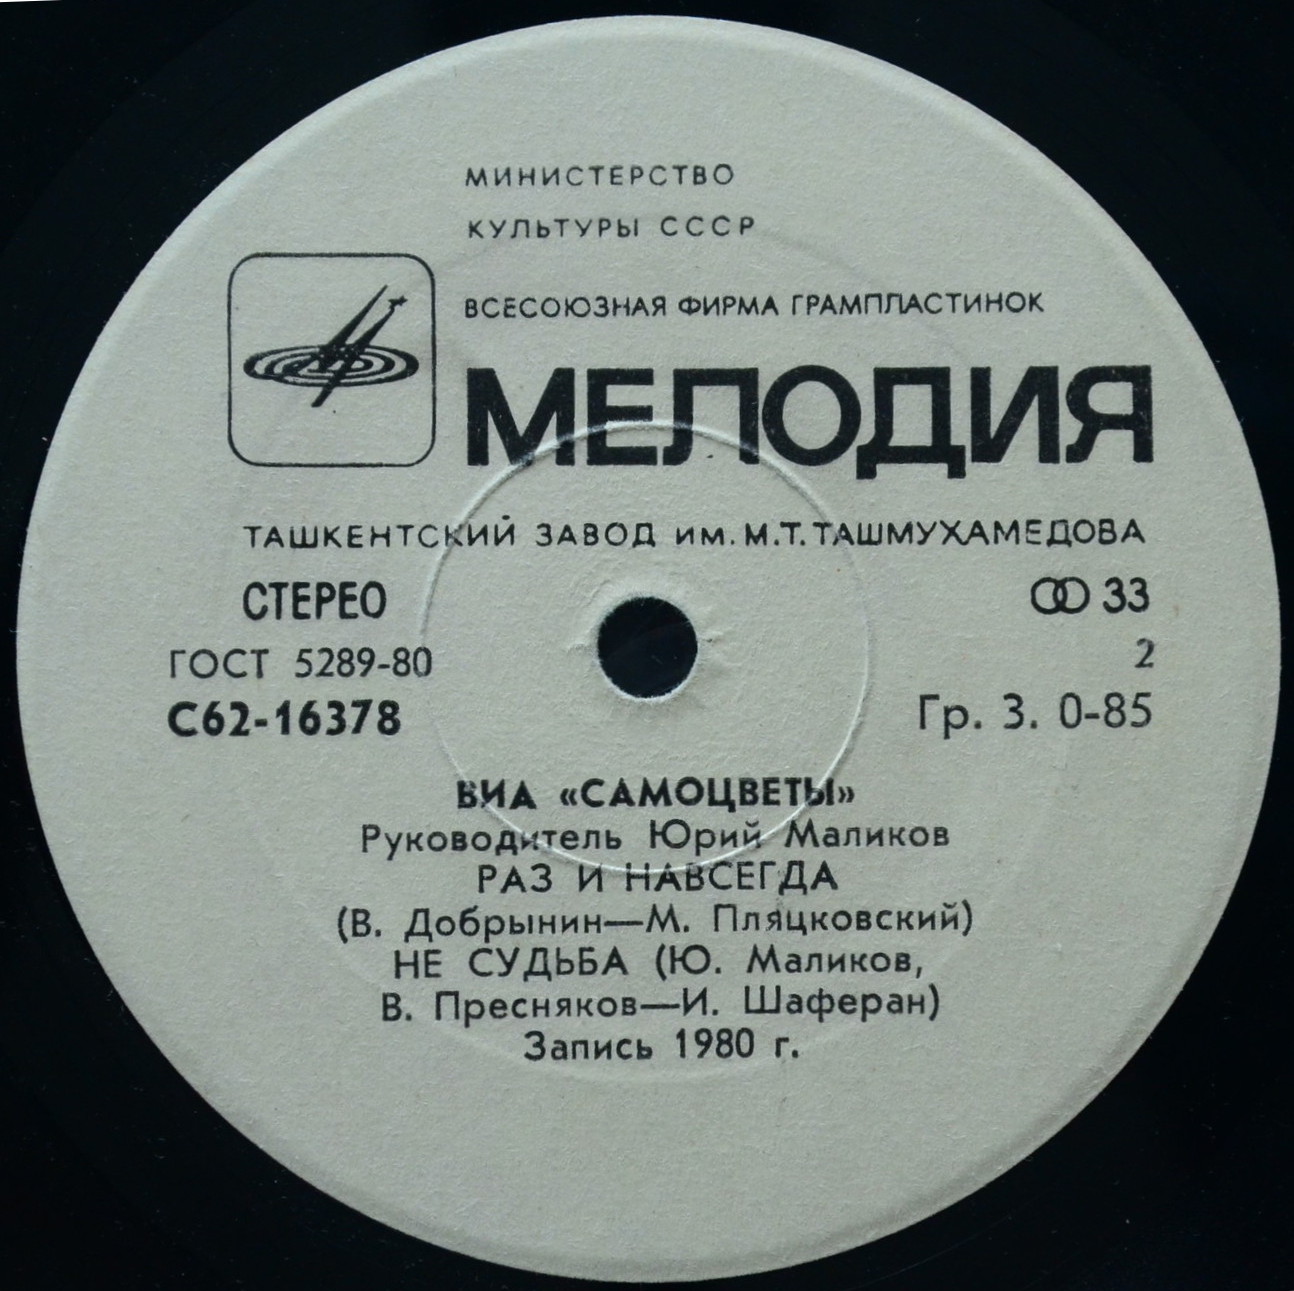 МИНИСТЕРСТВО
КУЛЬТУРЫ СССР
ВСЕСОЮЗНАЯ ФИРМА ГРАМПЛАСТИНОК
МЕЛОДИЯ
ТАШКЕНТСКИЙ ЗАВОД ИМ. М.Т. ТАШМУХАМЕДОВА
СТЕРЕО 33
ГОСТ 5289-80 2
С62-16378 Гр. 3. 0-85
ВИА «САМОЦВЕТЫ»
Руководитель Юрий Маликов
РАЗ И НАВСЕГДА
(В. Добрынин—М. Пляцковский)
НЕ СУДЬБА (Ю. Маликов,
В. Пресняков—И. Шаферан)
Запись 1980 г.